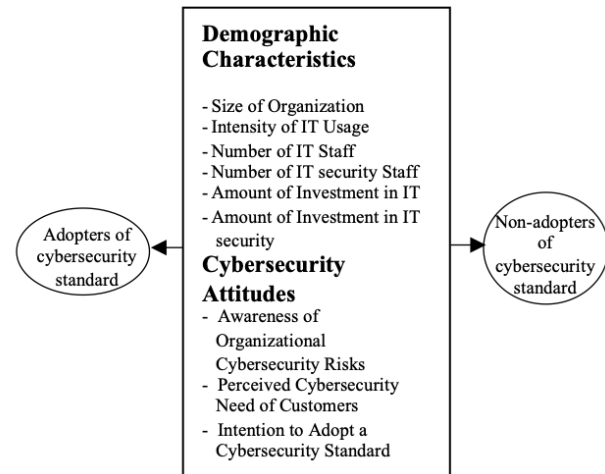 Demographic
Characteristics
- Size of Organization
- Intensity of IT Usage
- Number of IT Staff
- Number of IT security Staff
- Amount of Investment in IT
- Amount of Investment in IT
security
Cybersecurity
Attitudes
- Awareness of
Organizational
Cybersecurity Risks
- Perceived Cybersecurity
Need of Customers
- Intention to Adopt a
Cybersecurity Standard
Adopters of
cybersecurity
standard
Non-adopters
of
cybersecurity
standard